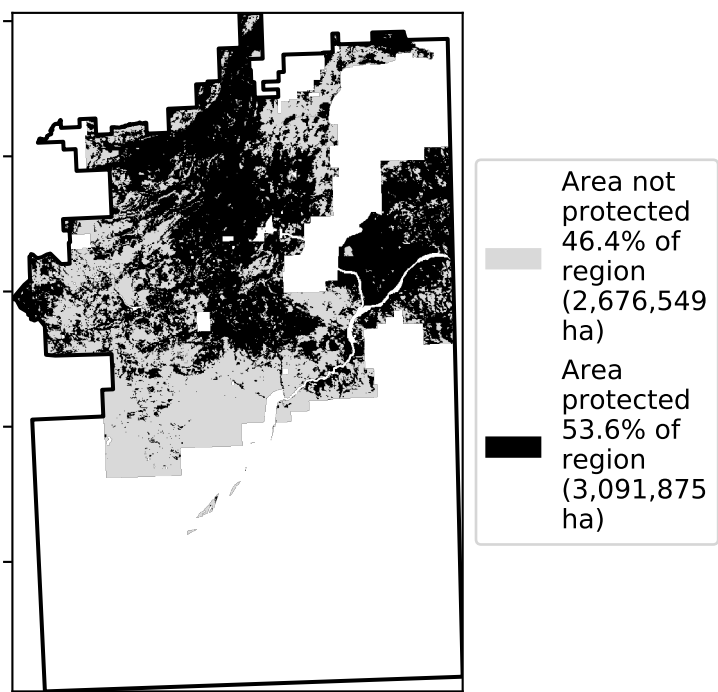 Area not
protected
46.4% of
region
(2,676,549
ha)
Area
protected
53.6% of
region
(3,091,875
ha)